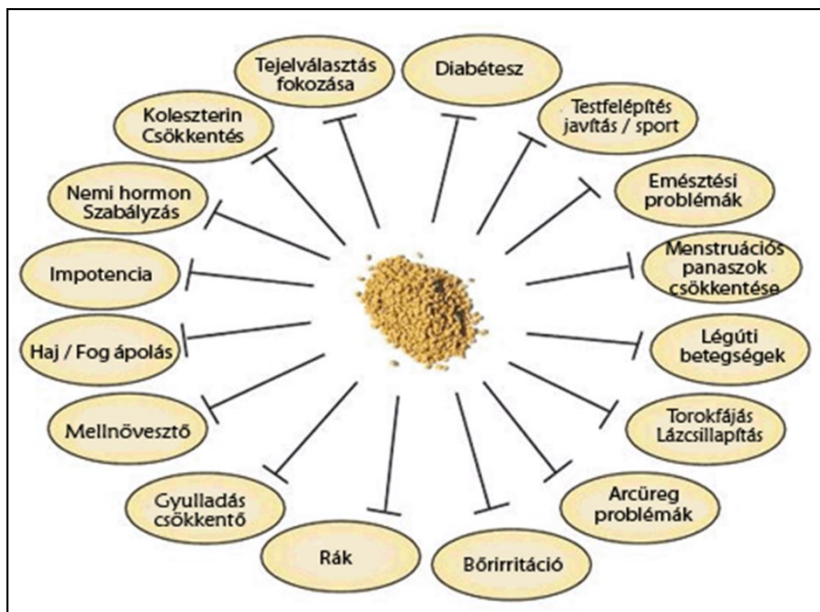 Tejelválasztás
fokozása
Diabétesz
Testfelépítés
javítás / sport
Emésztési
problémák
Menstruációs
panaszok
csökkentése
Légúti
betegségek
Torokfájás
Lázcsillapítás
Arcüreg
problémák
Bőrirritáció
Rák
Gyulladás
csökkentő
Mellnövesztő
Haj / Fog ápolás
Impotencia
Nemi hormon
Szabályzás
Koleszterin
Csökkentés